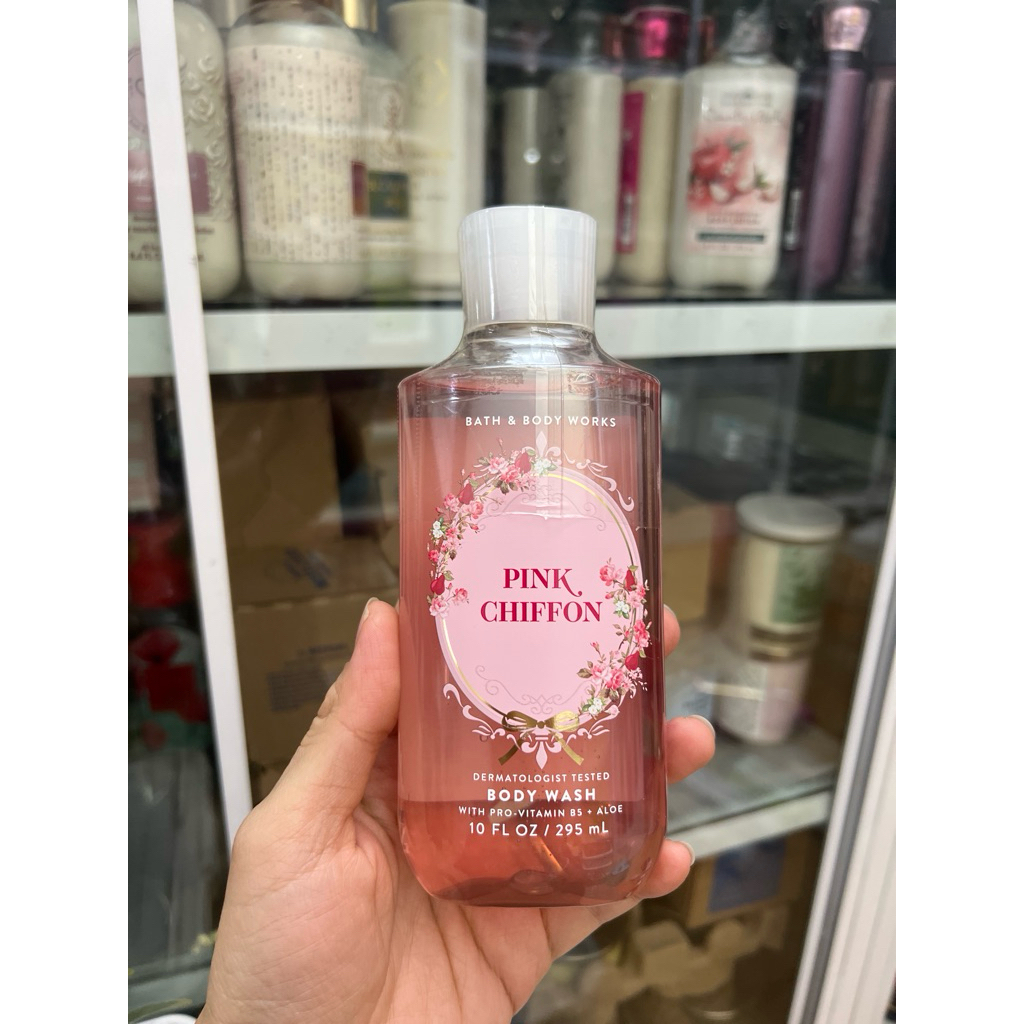 BATH & BODY WORKS
PINK
CHIFFON
DERMATOLOGIST TESTED
BODY WASH
WITH PRO-VITAMIN B5 + ALOE
10 FL OZ / 295 mL